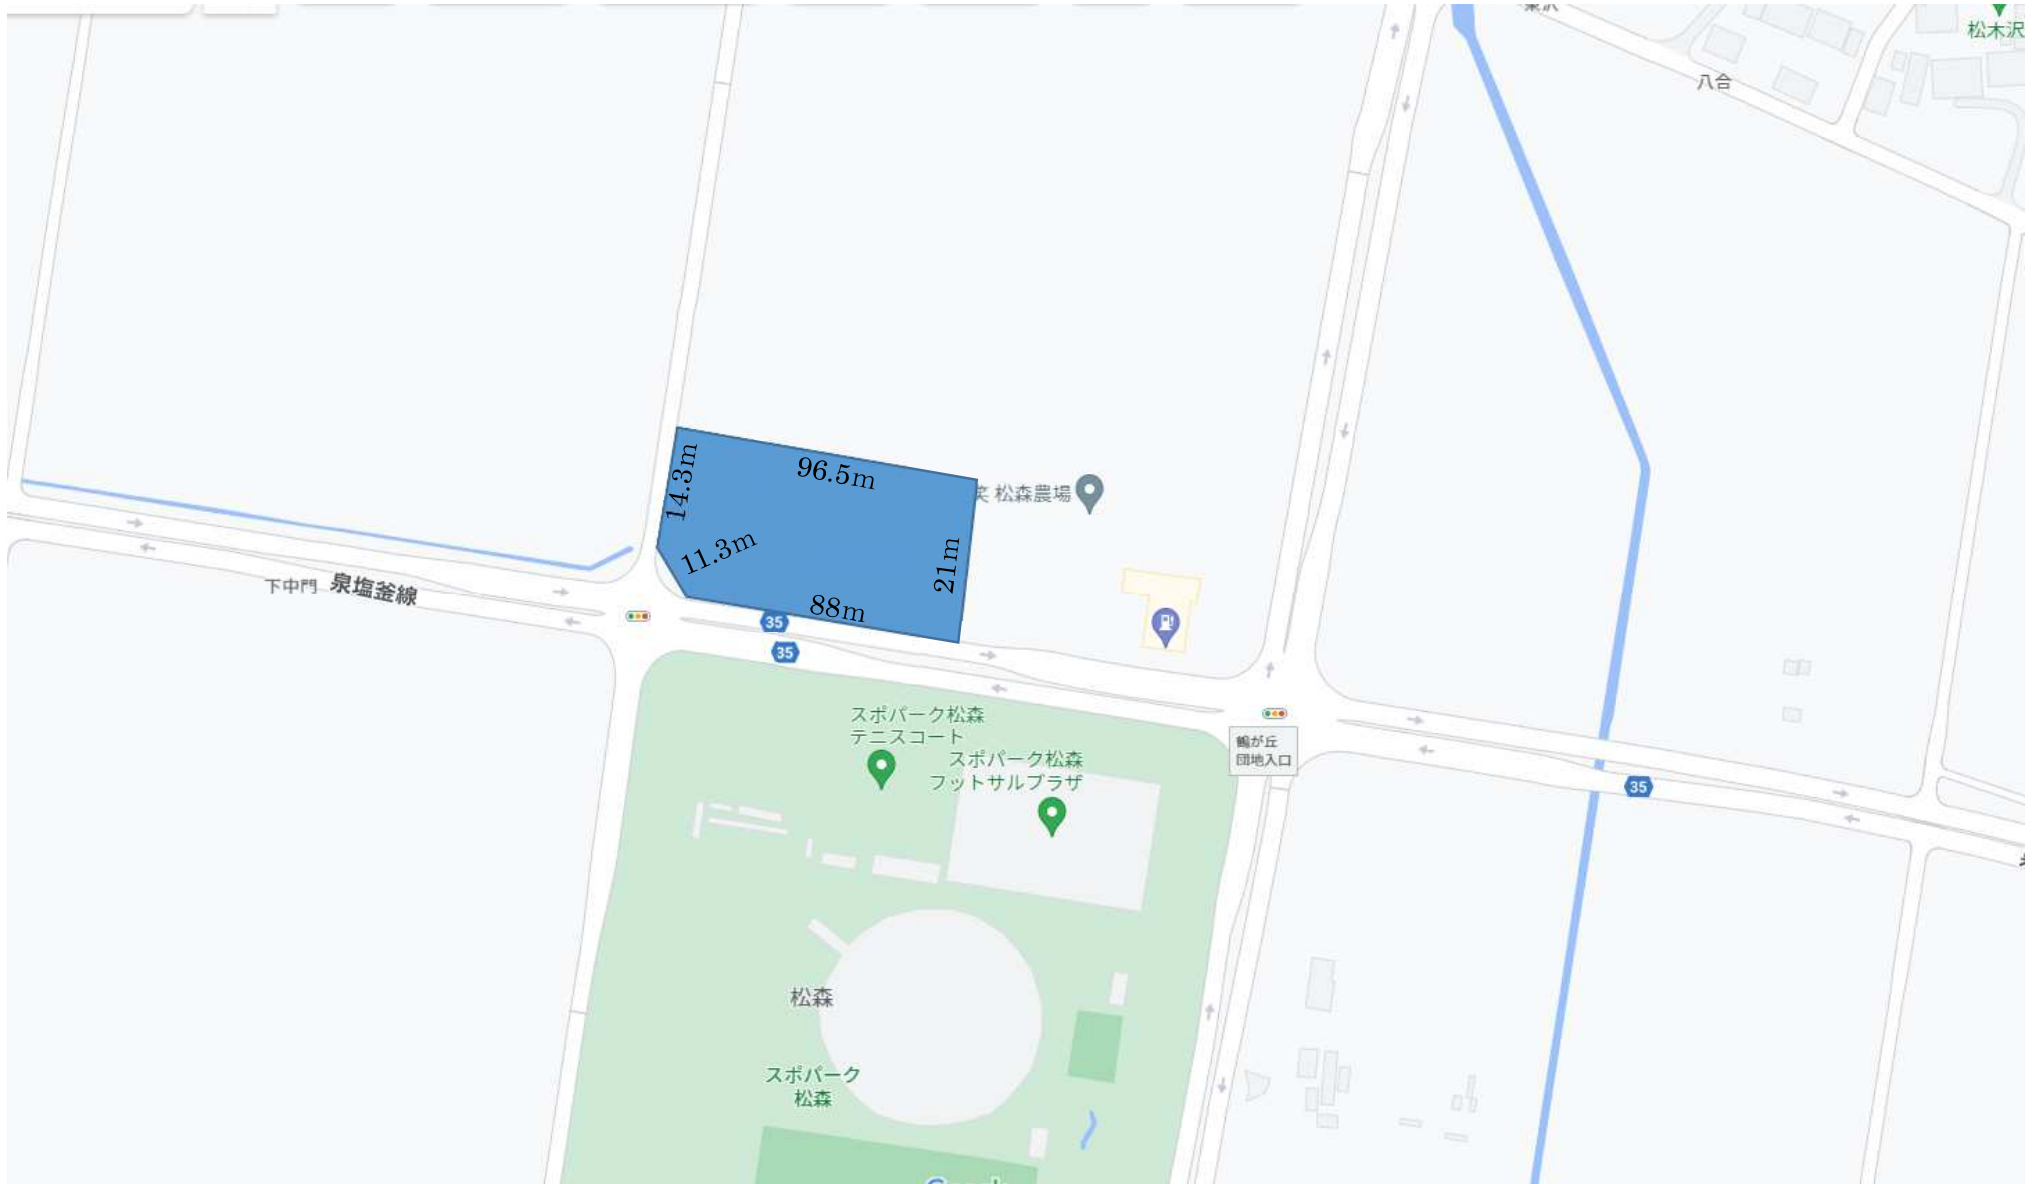 松木沢
八合
14.3m
96.5m
笑 松森農場
11.3m
21m
88m
下中門
泉塩釜線
35
35
スポパーク松森
テニスコート
スポパーク松森
フットサルプラザ
鶴が丘
団地入口
35
松森
スポパーク
松森